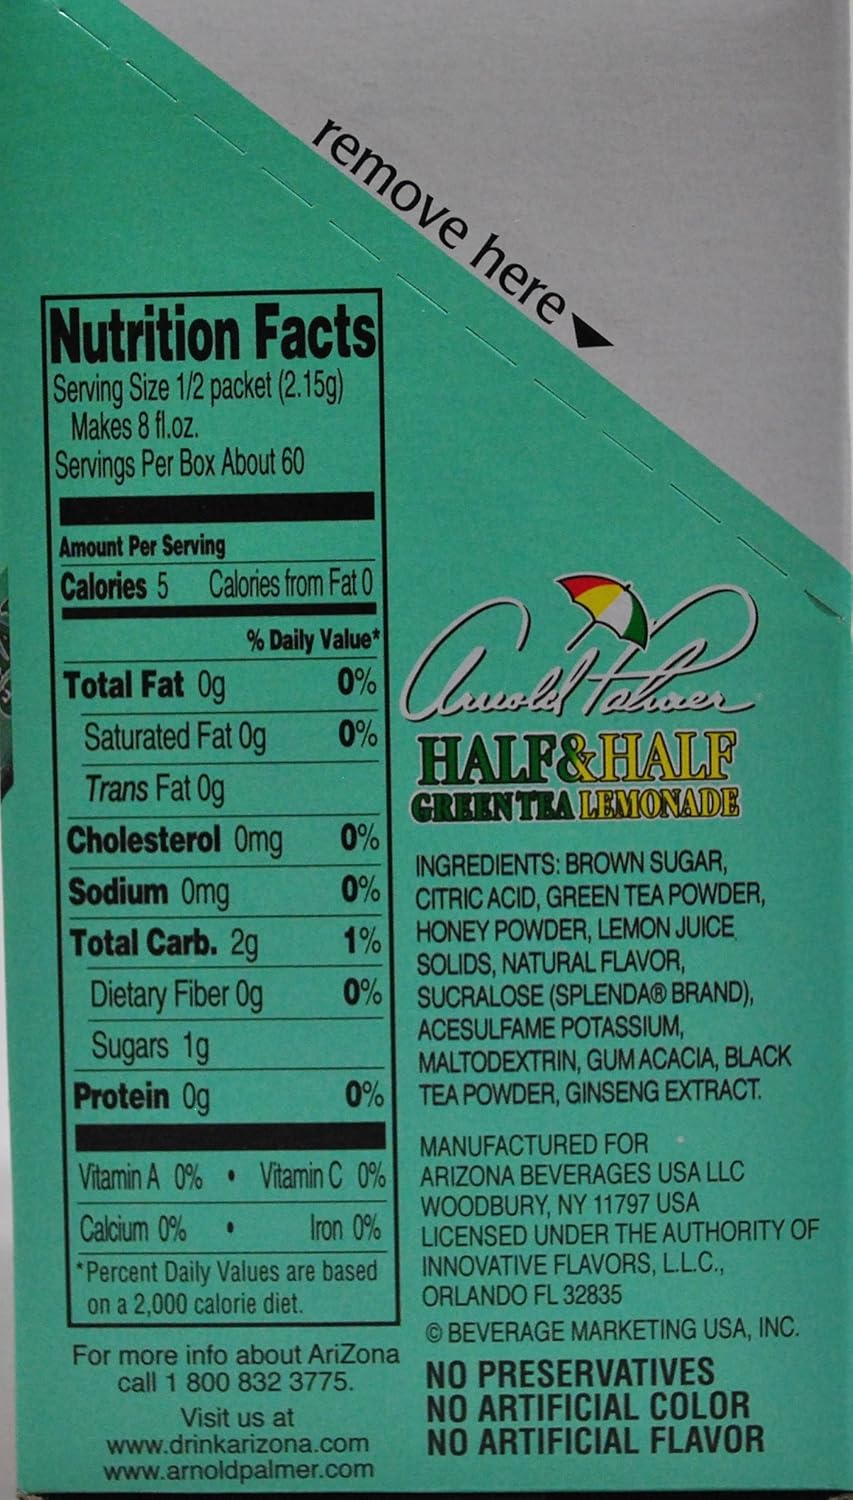 remove here
Nutrition Facts
Serving Size 1/2 packet (2.15g)
Makes 8 fl.oz.
Servings Per Box About 60
Amount Per Serving
Calories 5 Calories from Fat 0
% Daily Value*
Total Fat 0g 0%
Saturated Fat 0g 0%
Trans Fat 0g
Cholesterol 0mg 0%
Sodium 0mg 0%
Total Carb. 2g 1%
Dietary Fiber 0g 0%
Sugars 1g
Protein 0g 0%
Vitamin A 0% • Vitamin C 0%
Calcium 0% • Iron 0%
*Percent Daily Values are based
on a 2,000 calorie diet.
For more info about AriZona
call 1 800 832 3775.
Visit us at
www.drinkarizona.com
www.arnoldpalmer.com
Arnold Palmer
HALF&HALF
GREEN TEA LEMONADE
INGREDIENTS: BROWN SUGAR,
CITRIC ACID, GREEN TEA POWDER,
HONEY POWDER, LEMON JUICE
SOLIDS, NATURAL FLAVOR,
SUCRALOSE (SPLENDA® BRAND),
ACESULFAME POTASSIUM,
MALTODEXTRIN, GUM ACACIA, BLACK
TEA POWDER, GINSENG EXTRACT.
MANUFACTURED FOR
ARIZONA BEVERAGES USA LLC
WOODBURY, NY 11797 USA
LICENSED UNDER THE AUTHORITY OF
INNOVATIVE FLAVORS, L.L.C.,
ORLANDO FL 32835
© BEVERAGE MARKETING USA, INC.
NO PRESERVATIVES
NO ARTIFICIAL COLOR
NO ARTIFICIAL FLAVOR